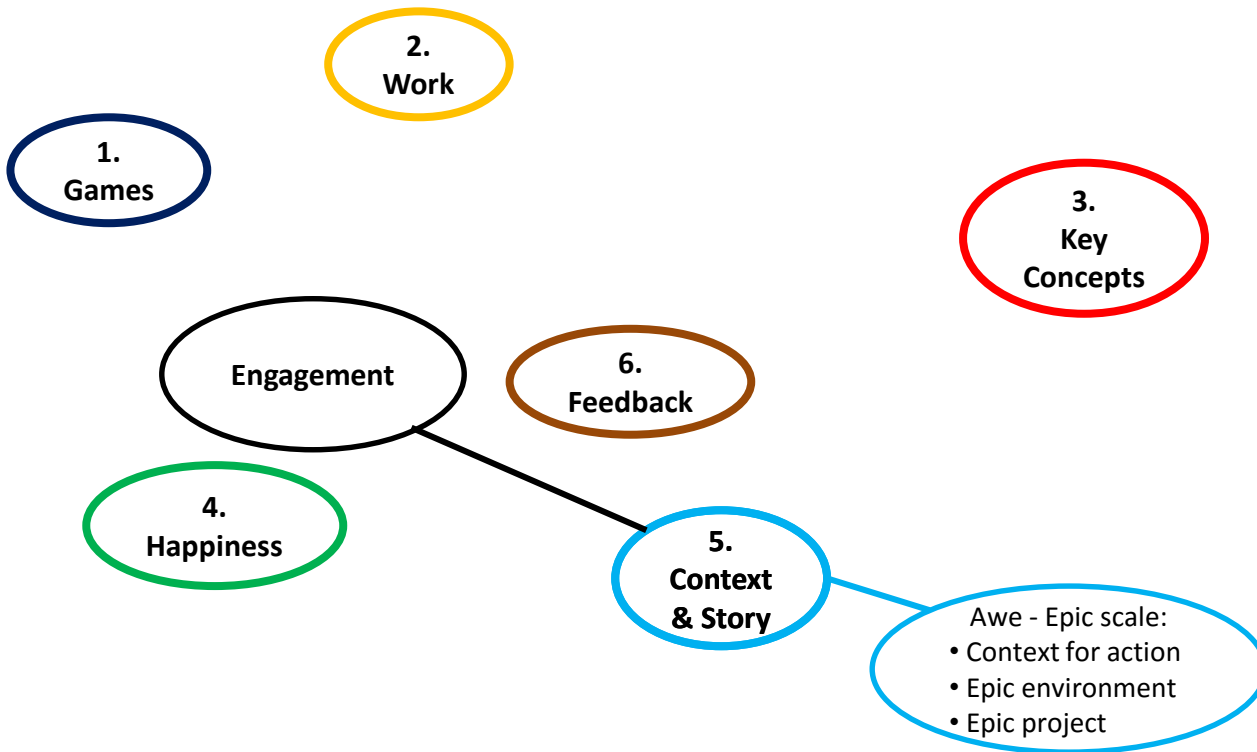 2.
Work
1.
Games
3.
Key
Concepts
Engagement
6.
Feedback
4.
Happiness
5.
Context
& Story
Awe - Epic scale:
• Context for action
• Epic environment
• Epic project